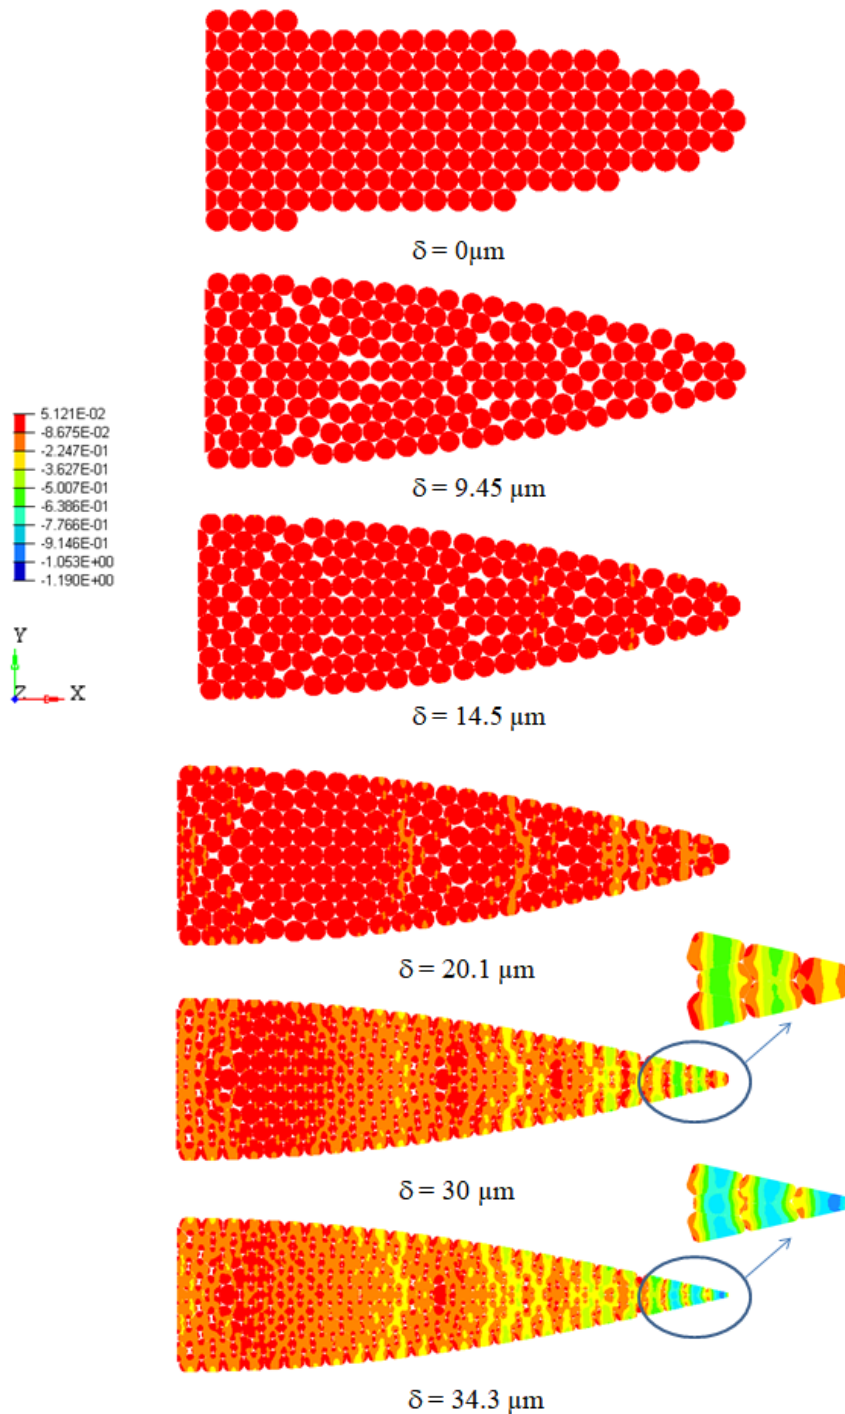 δ = 0μm
δ = 9.45 μm
5.121E-02
-8.675E-02
-2.247E-01
-3.627E-01
-5.007E-01
-6.386E-01
-7.766E-01
-9.146E-01
-1.053E+00
-1.190E+00
Y
Z X
δ = 14.5 μm
δ = 20.1 μm
δ = 30 μm
δ = 34.3 μm